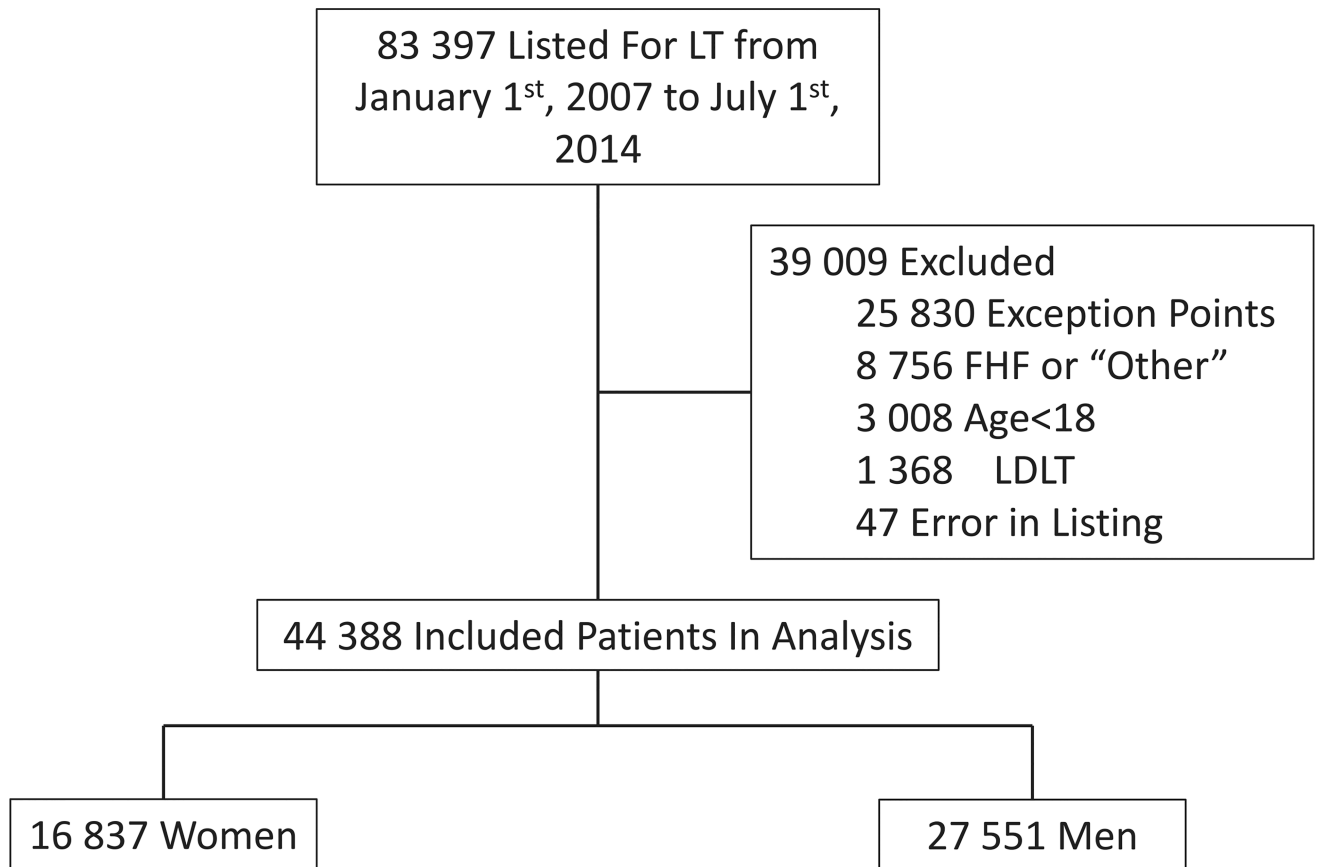 83 397 Listed For LT from
January 1st, 2007 to July 1st,
2014
39 009 Excluded
25 830 Exception Points
8 756 FHF or “Other”
3 008 Age<18
1 368 LDLT
47 Error in Listing
44 388 Included Patients In Analysis
16 837 Women
27 551 Men